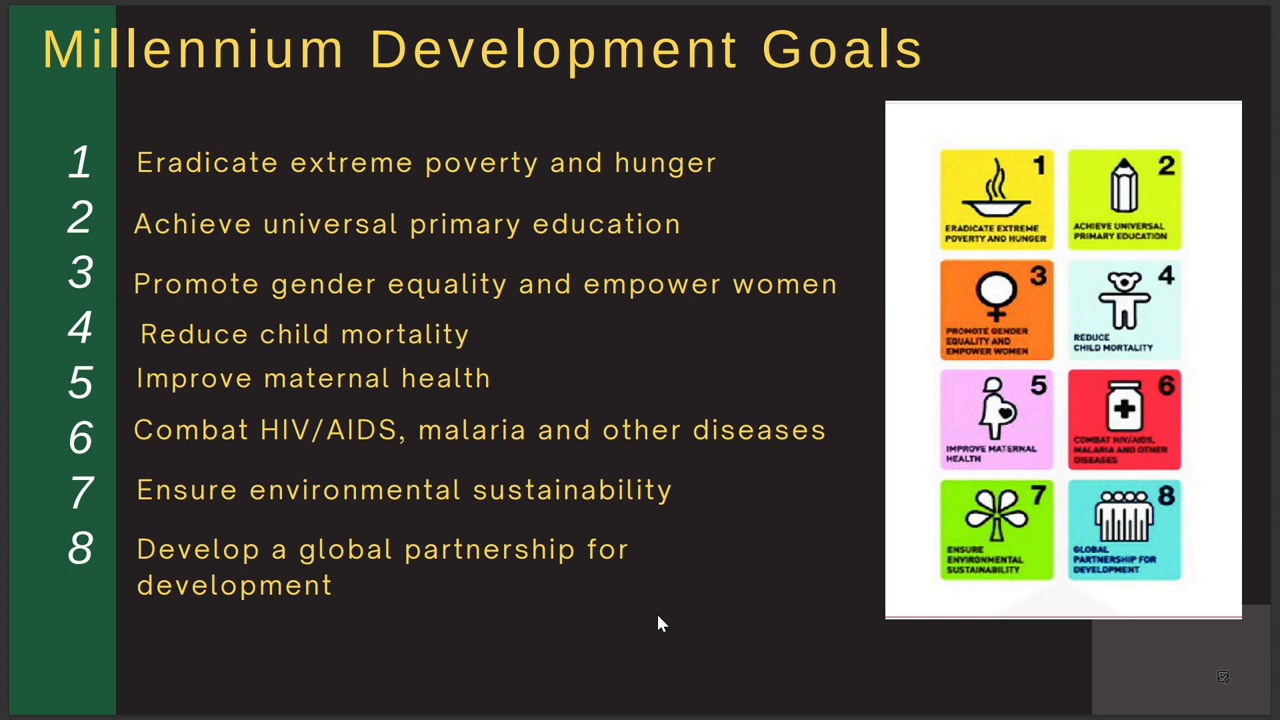 Millennium Development Goals
1 Eradicate extreme poverty and hunger
2 Achieve universal primary education
3 Promote gender equality and empower women
4 Reduce child mortality
5 Improve maternal health
6 Combat HIV/AIDS, malaria and other diseases
7 Ensure environmental sustainability
8 Develop a global partnership for
development
1
ERADICATE EXTREME
POVERTY AND HUNGER
2
ACHIEVE UNIVERSAL
PRIMARY EDUCATION
3
PROMOTE GENDER
EQUALITY AND
EMPOWER WOMEN
4
REDUCE
CHILD MORTALITY
5
IMPROVE MATERNAL
HEALTH
6
COMBAT HIV/AIDS,
MALARIA AND OTHER
DISEASES
7
ENSURE
ENVIRONMENTAL
SUSTAINABILITY
8
GLOBAL
PARTNERSHIP FOR
DEVELOPMENT